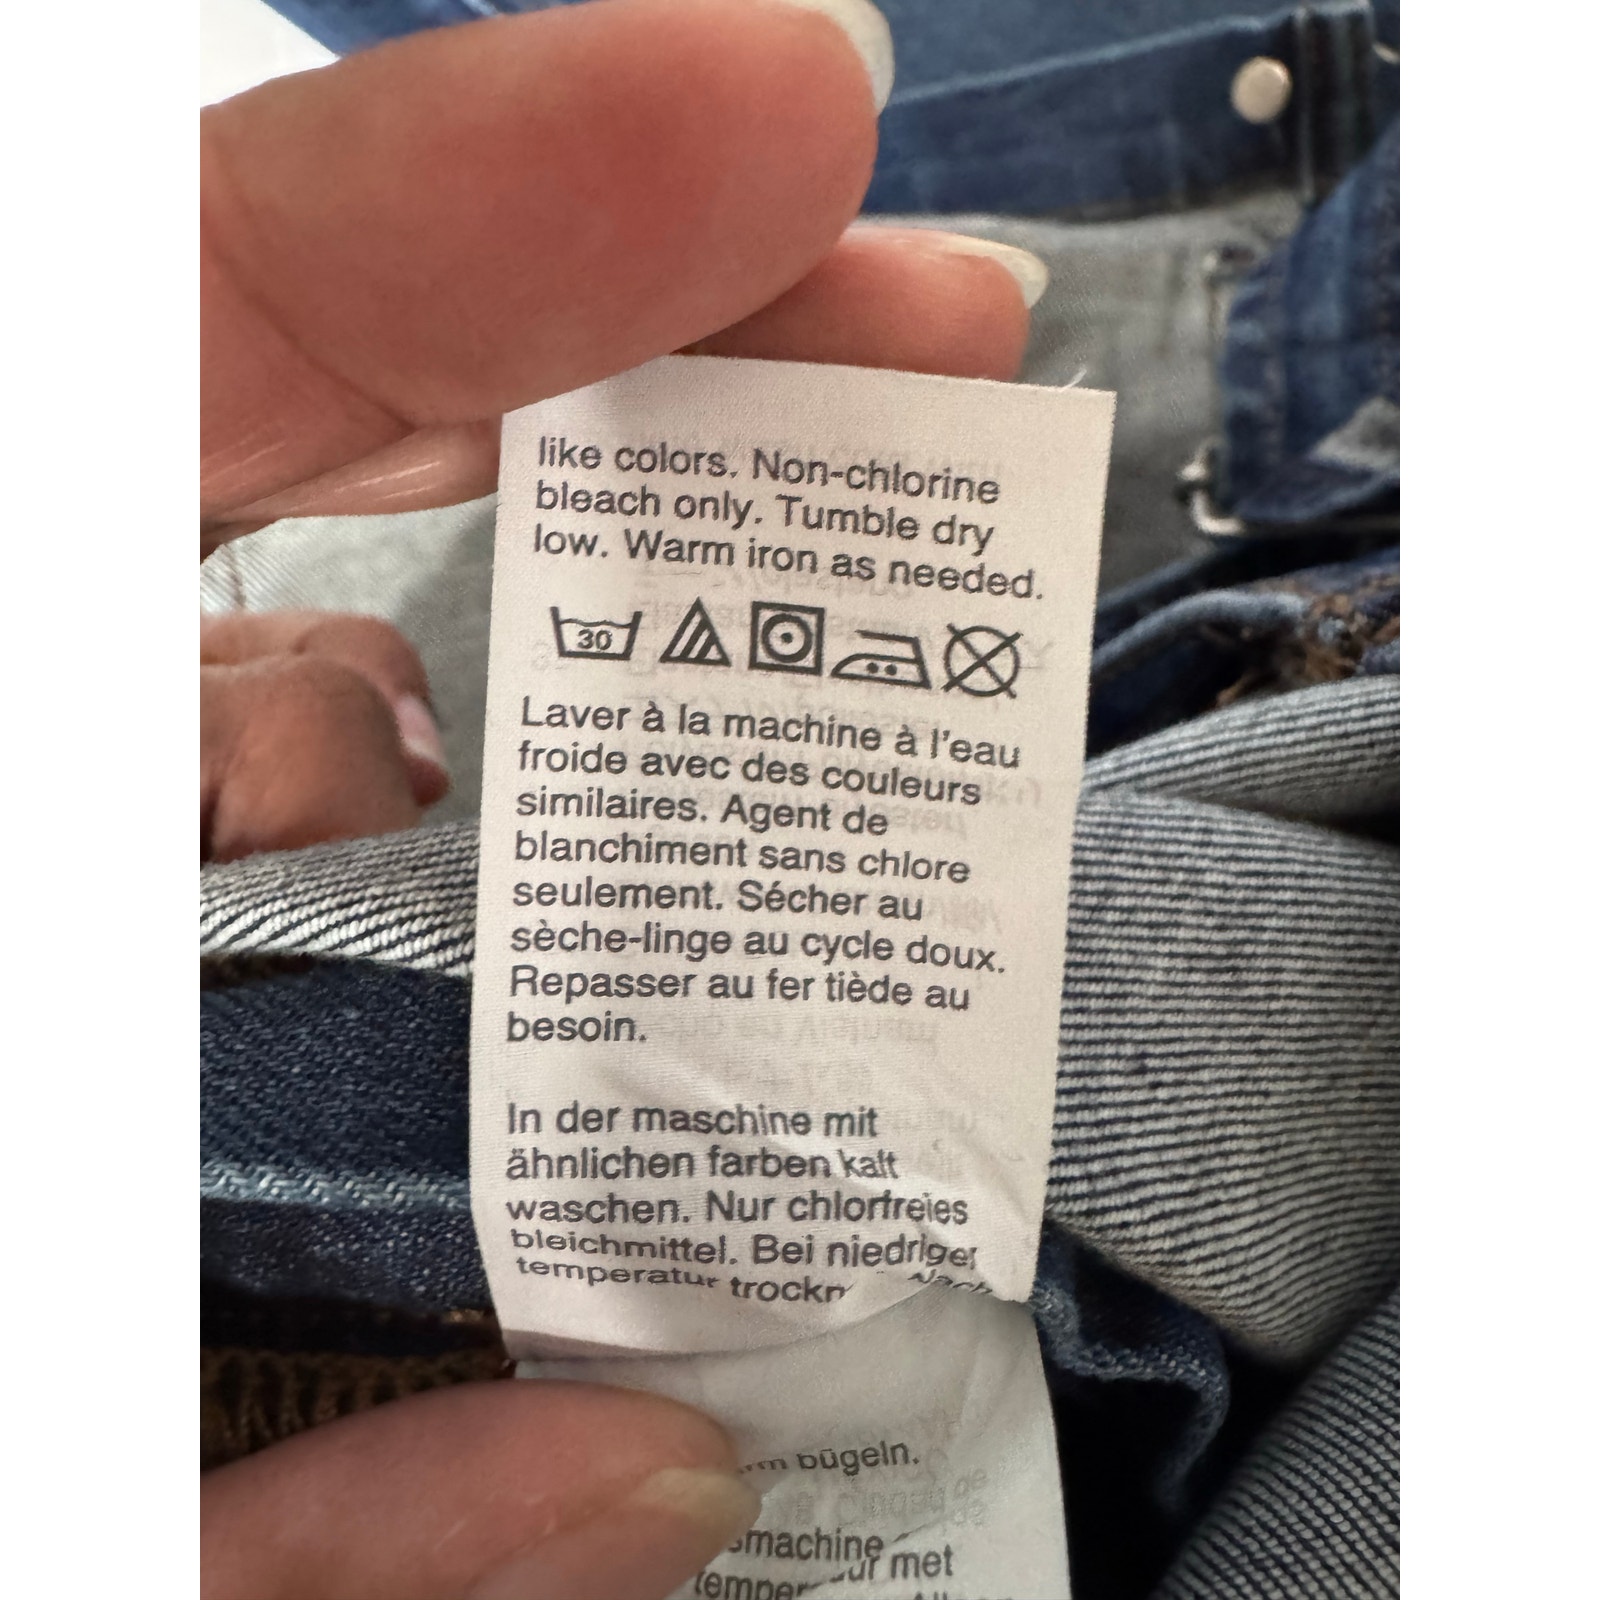 like colors. Non-chlorine
bleach only. Tumble dry
low. Warm iron as needed.
30
Laver à la machine à l'eau
froide avec des couleurs
similaires. Agent de
blanchiment sans chlore
seulement. Sécher au
sèche-linge au cycle doux.
Repasser au fer tiède au
besoin.
In der maschine mit
ähnlichen farben kalt
waschen. Nur chlorfreies
bleichmittel. Bei niedriger
temperatur
bügeln.
met